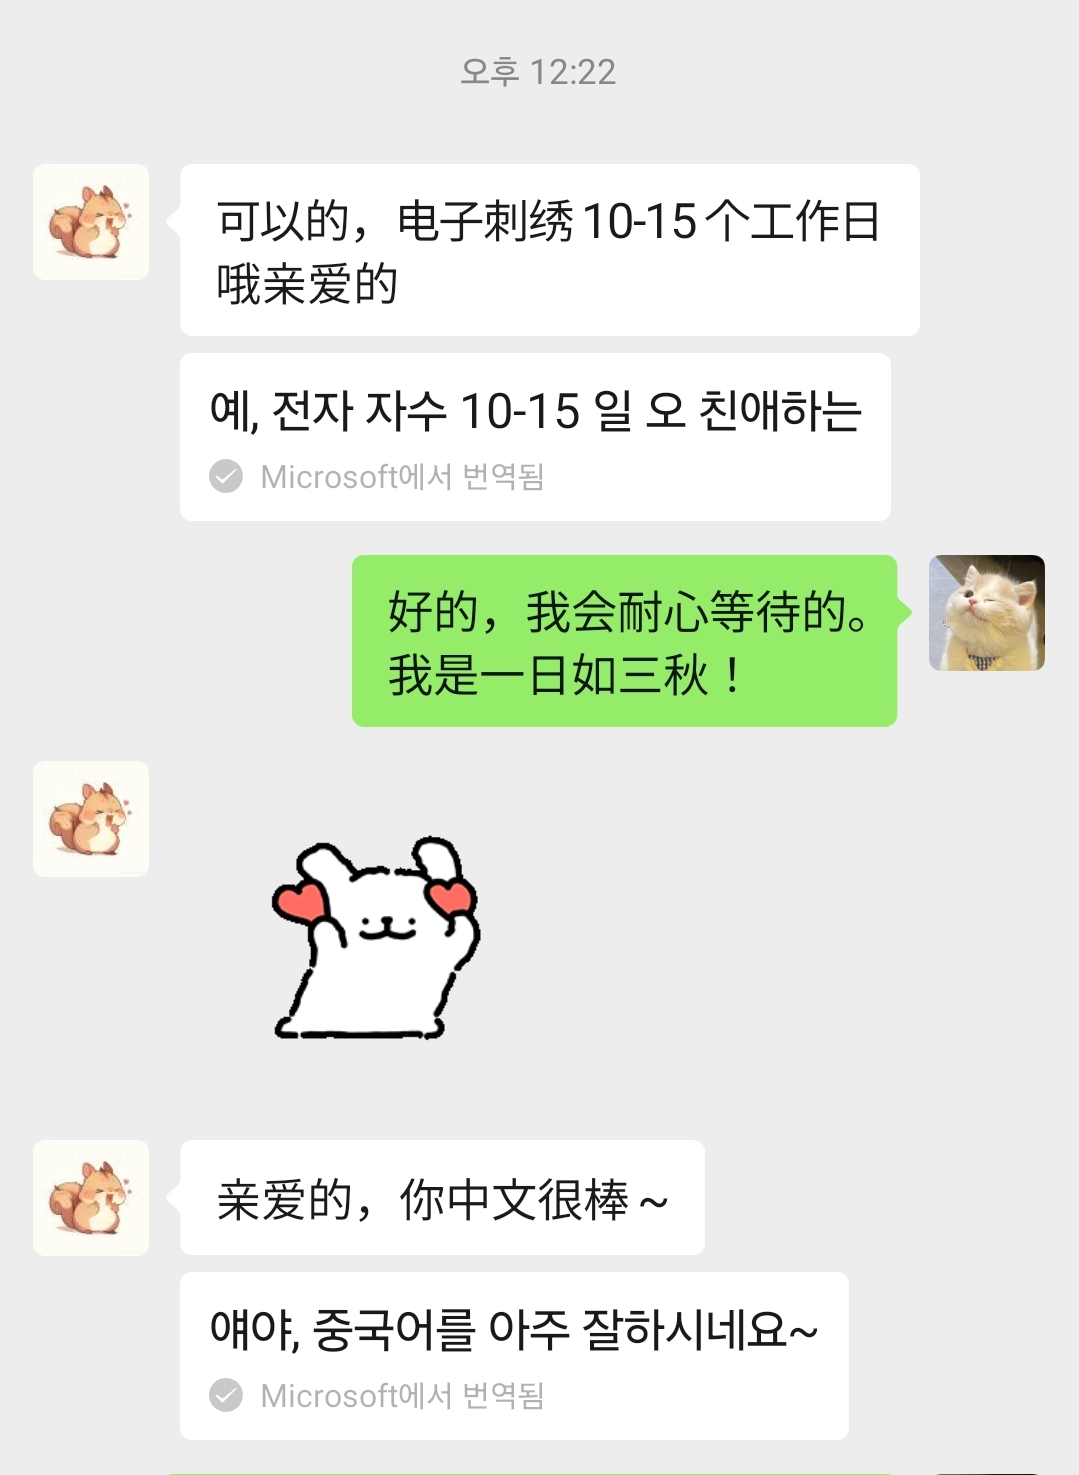 오후 12:22
可以的，电子刺绣10-15个工作日
哦亲爱的
예, 전자 자수 10-15 일 오 친애하는
Microsoft에서 번역됨
好的，我会耐心等待的。
我是一日如三秋！
亲爱的，你中文很棒~
얘야, 중국어를 아주 잘하시네요~
Microsoft에서 번역됨